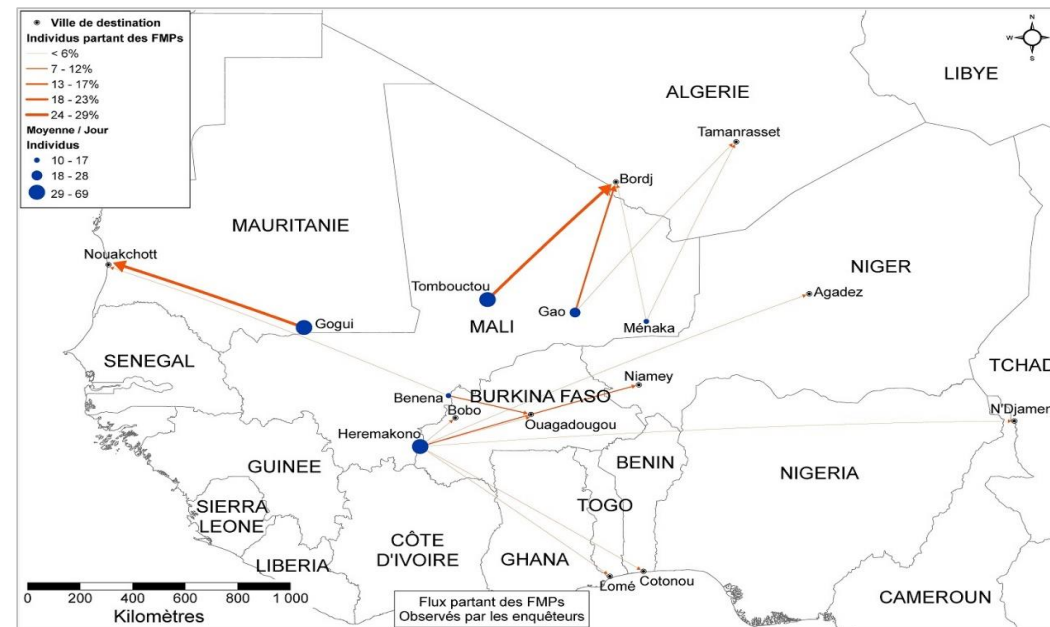 Ville de destination
Individus partant des FMPs
< 6%
7 - 12%
13 - 17%
18 - 23%
24 - 29%
Moyenne / Jour
Individus
10 - 17
18 - 28
29 - 69
N
W
E
S
LIBYE
ALGERIE
Tamanrasset
Bordj
MAURITANIE
Nouakchott
NIGER
Tombouctou
Agadez
Gao
Gogui
Ménaka
MALI
SENEGAL
TCHAD
Niamey
Benena
BURKINA FASO
Bobo
N'Djamen
Ouagadougou
Heremakono
BENIN
GUINEE
NIGERIA
SIERRA
LEONE
TOGO
CÔTE
D'IVOIRE
GHANA
LIBERIA
Lomé
Cotonou
0 200 400 600 800 1 000
Kilomètres
Flux partant des FMPs
Observés par les enquêteurs
CAMEROUN